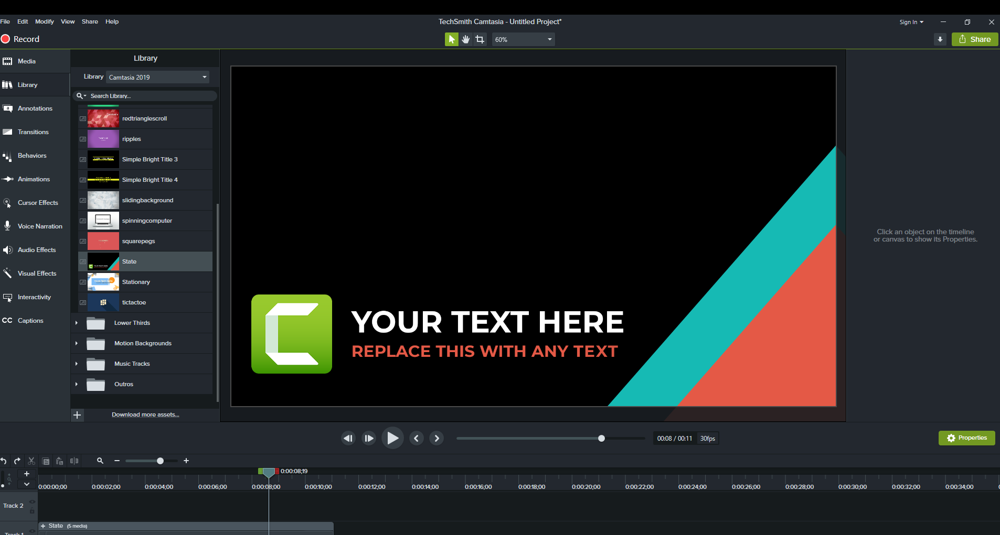 File Edit Modify View Share Help
TechSmith Camtasia - Untitled Project*
Sign In
Record
60%
Share
Media
Library
Annotations
Transitions
Behaviors
Animations
Cursor Effects
Voice Narration
Audio Effects
Visual Effects
Interactivity
CC Captions
Library
Library Camtasia 2019
Search Library...
redtrianglescroll
ripples
Simple Bright Title 3
Simple Bright Title 4
slidingbackground
spinningcomputer
squarepegs
State
Stationary
tictactoe
Lower Thirds
Motion Backgrounds
Music Tracks
Outros
Download more assets...
YOUR TEXT HERE
REPLACE THIS WITH ANY TEXT
Click an object on the timeline
or canvas to show its Properties.
00:08 / 00:11 30fps
Properties
0:00:08;19
0:00:00;00 0:00:02;00 0:00:04;00 0:00:06;00 0:00:08;00 0:00:10;00 0:00:12;00 0:00:14;00 0:00:16;00 0:00:18;00 0:00:20;00 0:00:22;00 0:00:24;00 0:00:26;00 0:00:28;00 0:00:30;00 0:00:32;00 0:00:34;00
Track 2
State (5 media)
Track 1